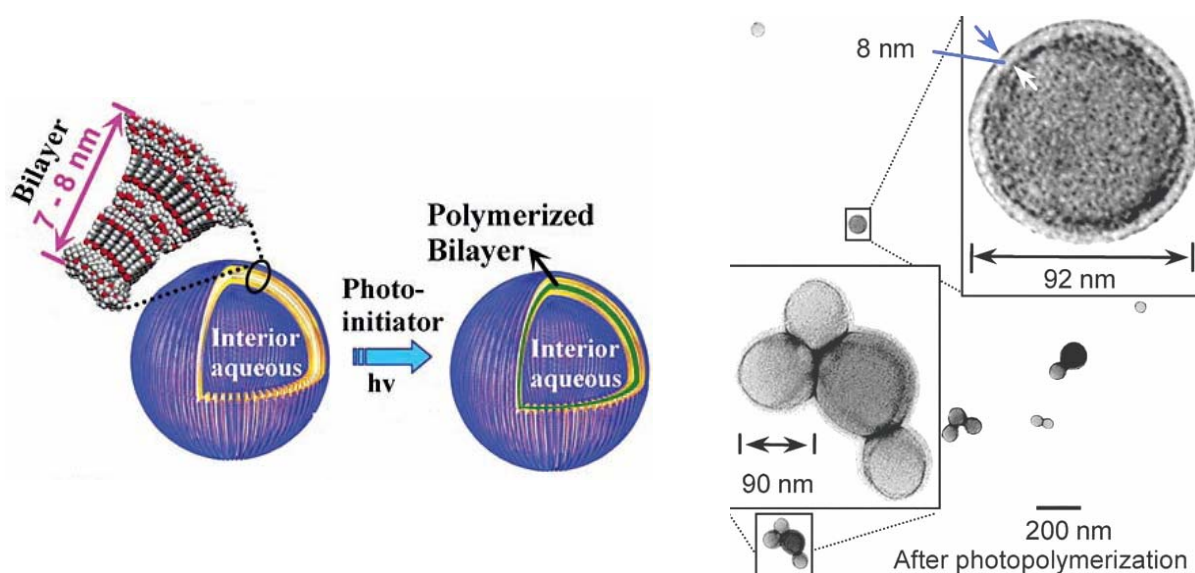 Bilayer
7 - 8 nm
Polymerized
Bilayer
Photo-
initiator
hν
Interior
aqueous
Interior
aqueous
8 nm
92 nm
90 nm
200 nm
After photopolymerization